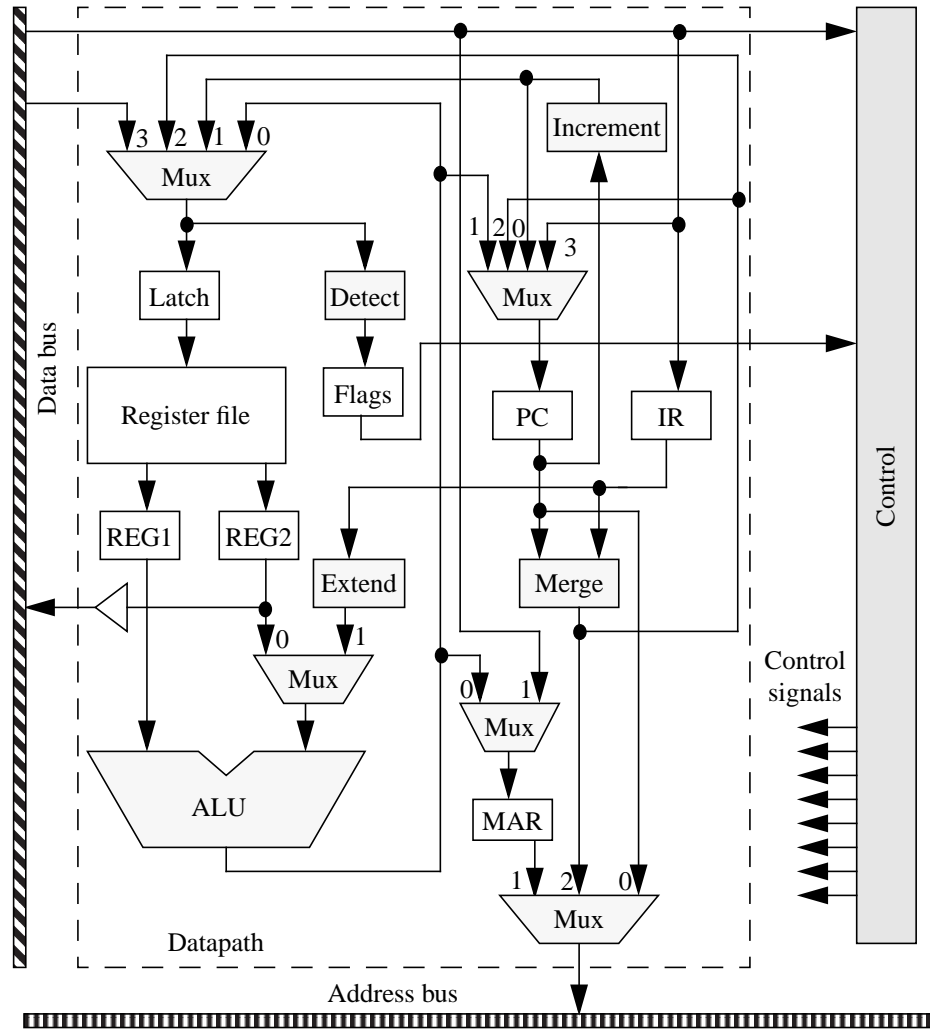 Increment
3 2 1 0
Mux
1 2 0 3
Latch
Detect
Mux
Data bus
Register file
Flags
PC
IR
Control
REG1
REG2
Extend
Merge
0 1
Mux
Control
signals
0 1
Mux
ALU
MAR
1 2 0
Mux
Datapath
Address bus